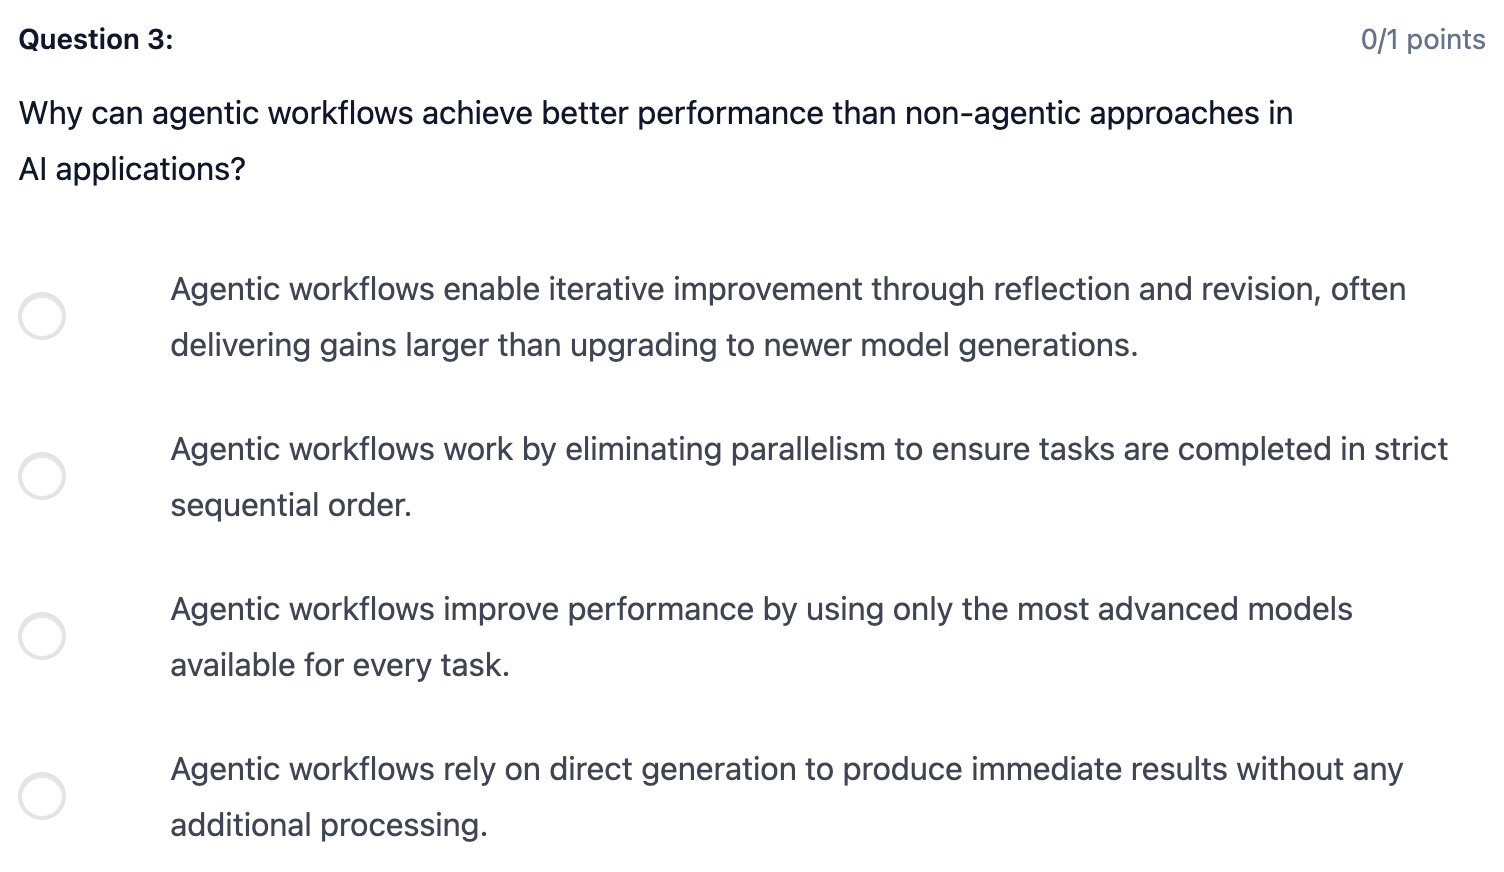 Question 3:
0/1 points
Why can agentic workflows achieve better performance than non-agentic approaches in
AI applications?
Agentic workflows enable iterative improvement through reflection and revision, often
delivering gains larger than upgrading to newer model generations.
Agentic workflows work by eliminating parallelism to ensure tasks are completed in strict
sequential order.
Agentic workflows improve performance by using only the most advanced models
available for every task.
Agentic workflows rely on direct generation to produce immediate results without any
additional processing.